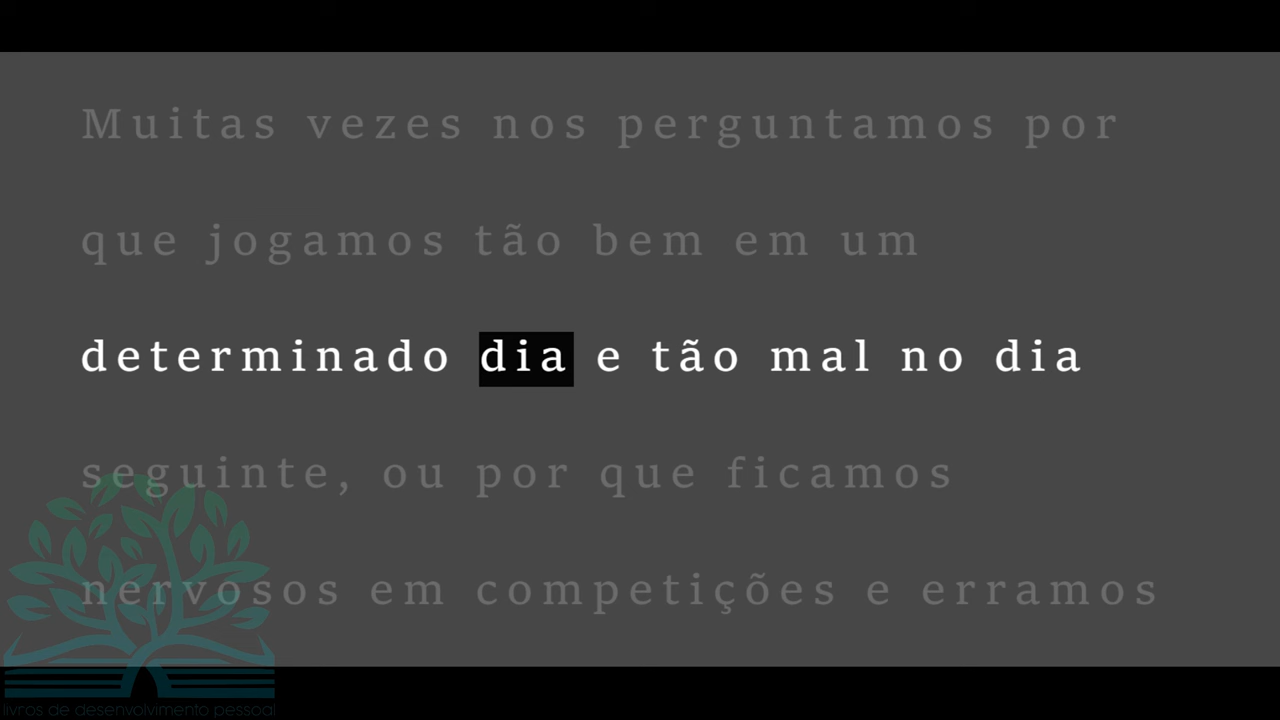 Muitas vezes nos perguntamos por
que jogamos tão bem em um
determinado dia e tão mal no dia
seguinte, ou por que ficamos
nervosos em competições e erramos
livros de desenvolvimento pessoal